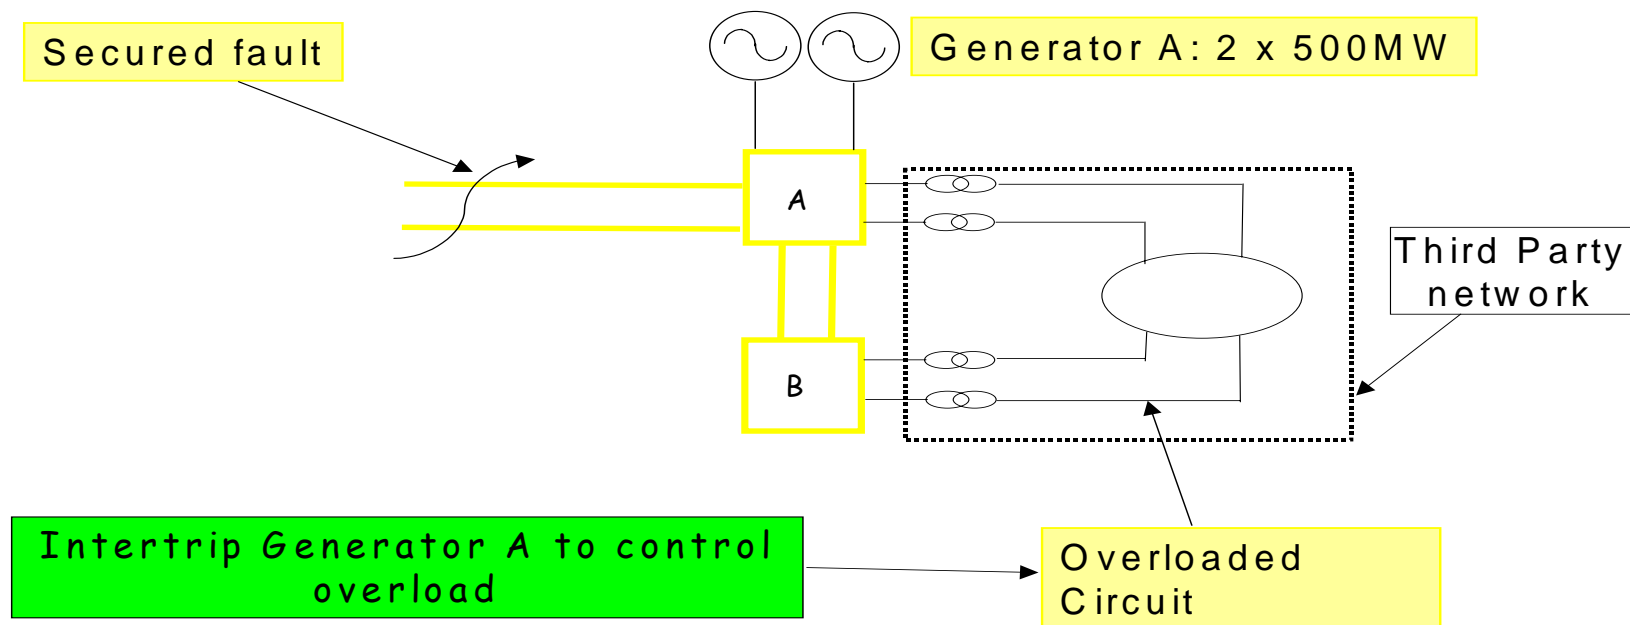 Secured fault
Generator A: 2 x 500MW
A
Third Party
network
B
Intertrip Generator A to control
overload
Overloaded
Circuit